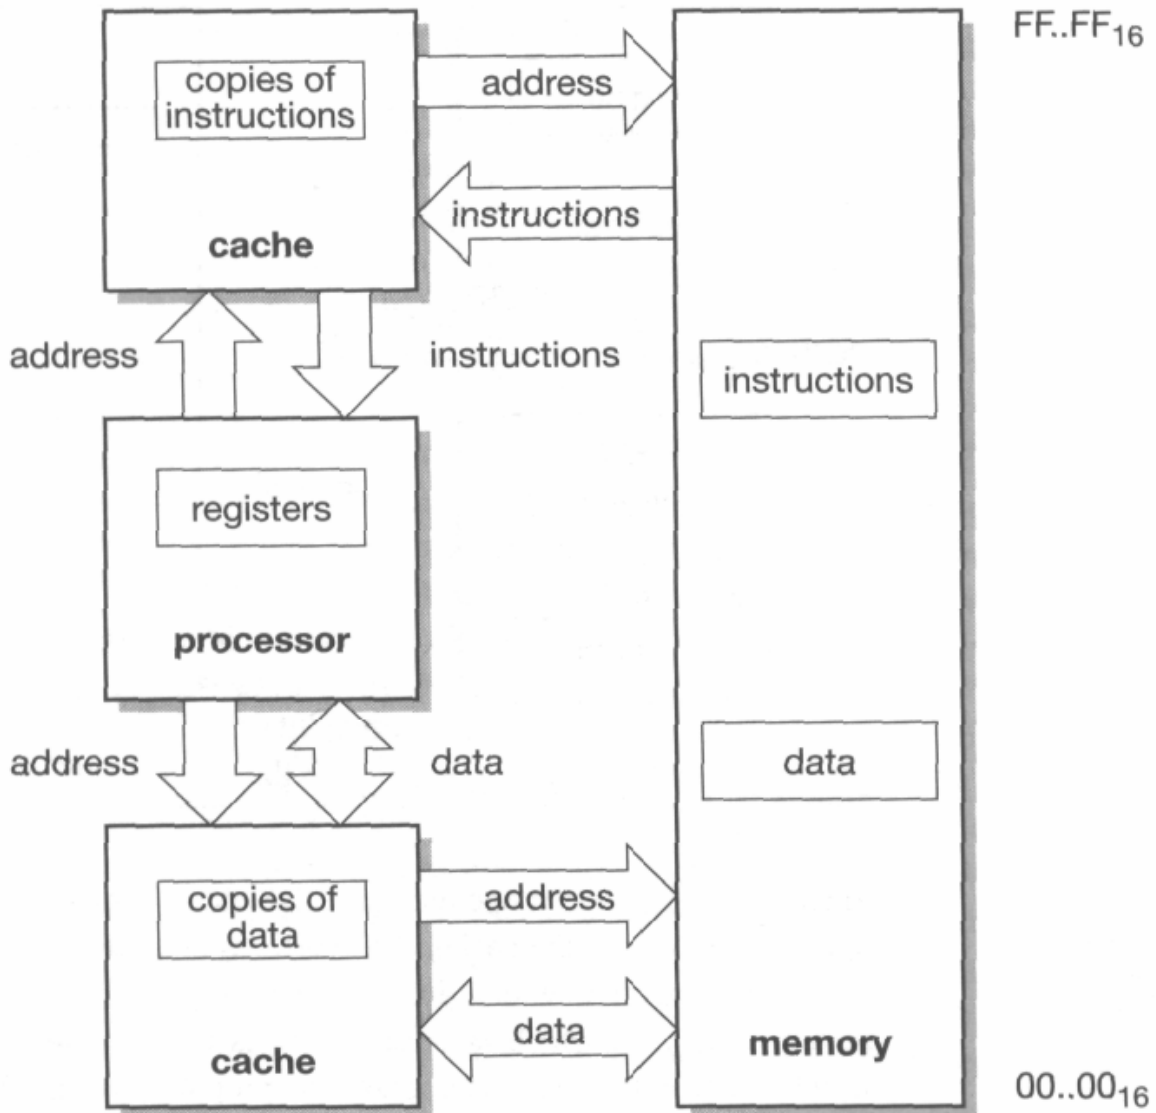 FF..FF₁₆
copies of
instructions
address
instructions
cache
address
instructions
instructions
registers
processor
address
data
data
copies of
data
address
data
cache
memory
00..00₁₆